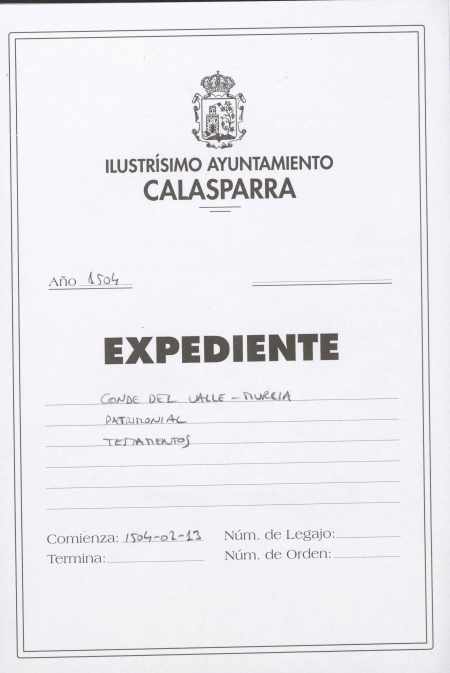 ILUSTRÍSIMO AYUNTAMIENTO
CALASPARRA
Año 1504
EXPEDIENTE
CONDE DEL VALLE - MURCIA
PATRIMONIAL
TESTAMENTOS
Comienza: 1504-02-13 Núm. de Legajo:
Termina: Núm. de Orden: